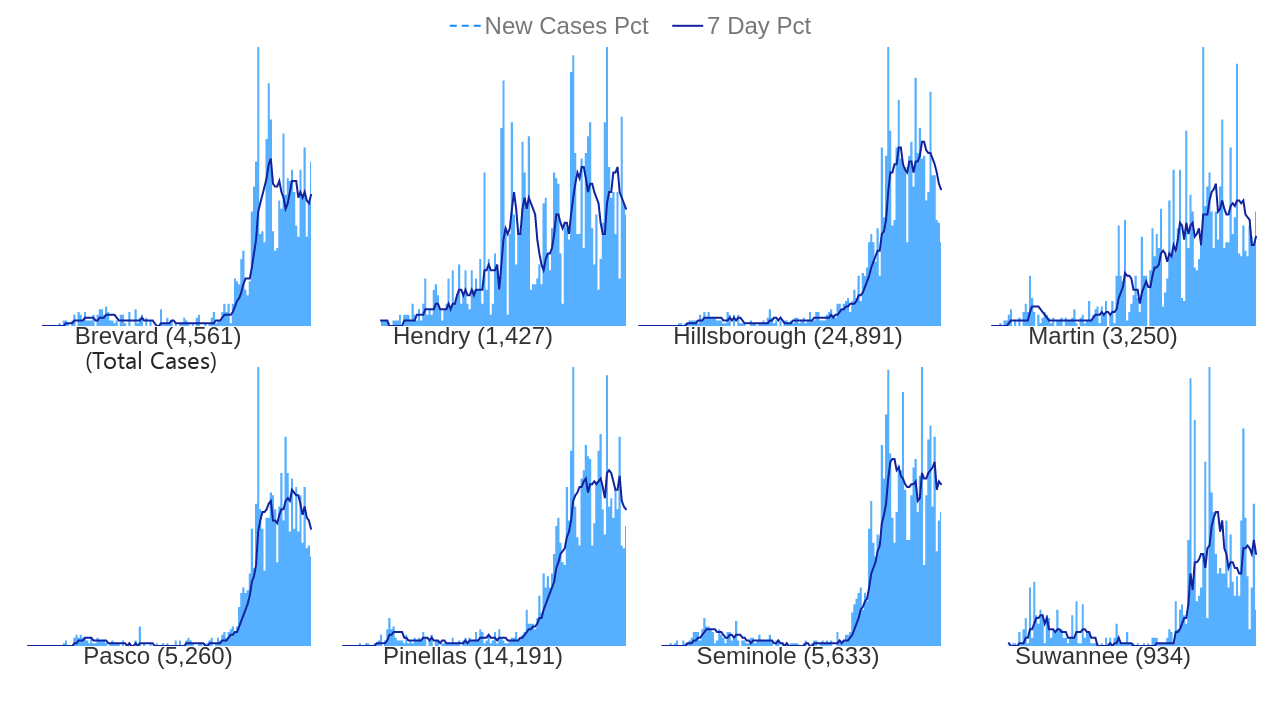 New Cases Pct 7 Day Pct
Brevard (4,561) Hendry (1,427) Hillsborough (24,891) Martin (3,250)
(Total Cases)
Pasco (5,260) Pinellas (14,191) Seminole (5,633) Suwannee (934)